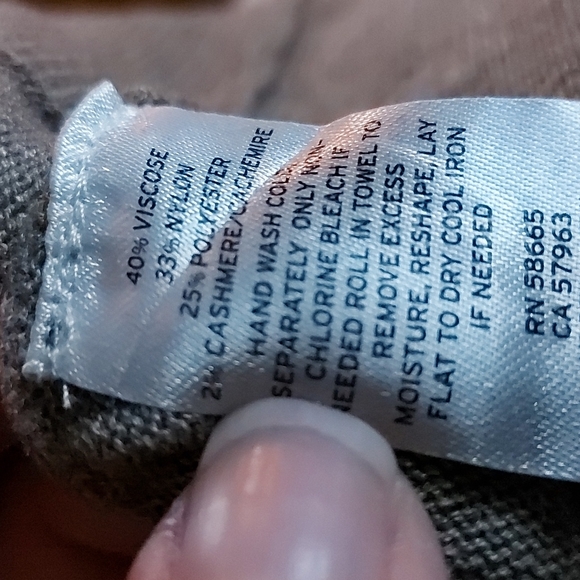 40% VISCOSE
33% NYLON
25% POLYESTER
2% CASHMERE/CACHEMIRE
HAND WASH COLD
SEPARATELY ONLY NON-
CHLORINE BLEACH IF
NEEDED ROLL IN TOWEL TO
REMOVE EXCESS
MOISTURE, RESHAPE, LAY
FLAT TO DRY COOL IRON
IF NEEDED
RN 58665
CA 57963